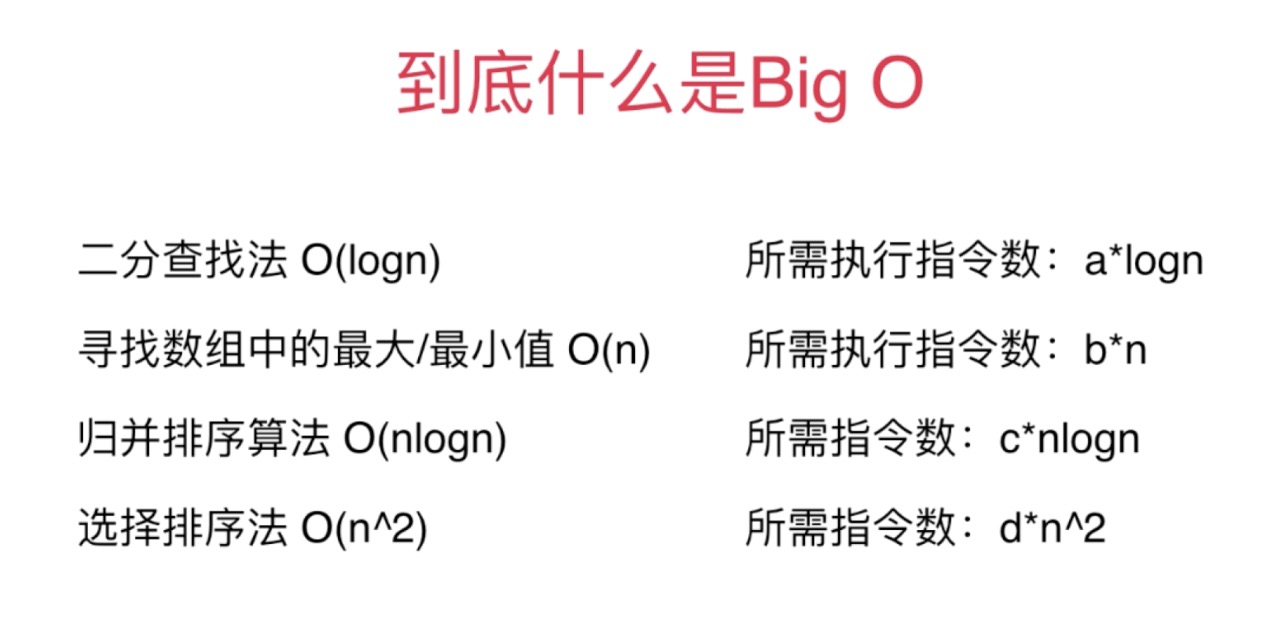 到底什么是Big O
二分查找法 O(logn) 所需执行指令数：a*logn
寻找数组中的最大/最小值 O(n) 所需执行指令数：b*n
归并排序算法 O(nlogn) 所需指令数：c*nlogn
选择排序法 O(n^2) 所需指令数：d*n^2